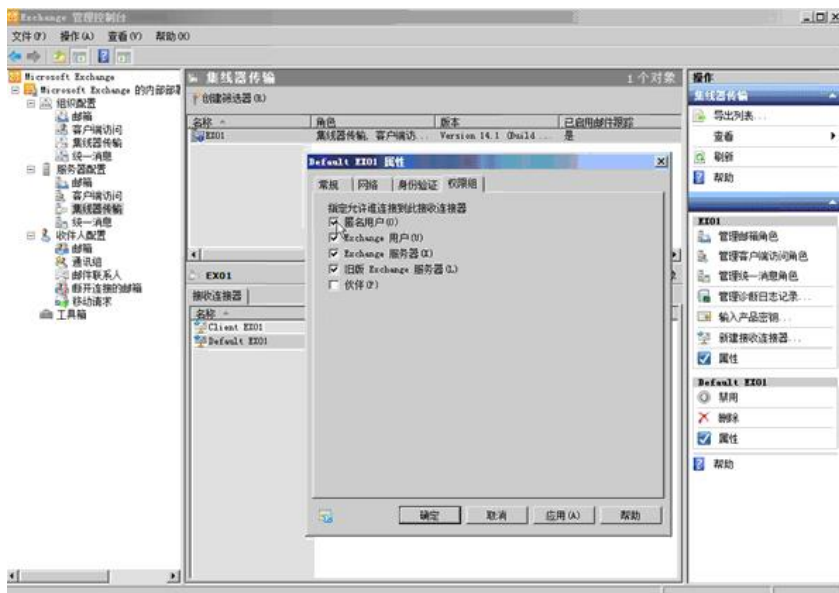 Exchange 管理控制台
文件(F) 操作(A) 查看(V) 帮助(H)
Microsoft Exchange
Microsoft Exchange 的内部部署
组织配置
邮箱
客户端访问
集线器传输
统一消息
服务器配置
邮箱
客户端访问
集线器传输
统一消息
收件人配置
邮箱
通讯组
邮件联系人
断开连接的邮箱
移动请求
工具箱
集线器传输 1 个对象
创建筛选器(R)
名称 角色 版本 已启用邮件跟踪
EX01 集线器传输, 客户端访... Version 14.1 (Build ... 是
EX01
接收连接器
名称
Client EX01
Default EX01
Default EX01 属性
常规 网络 身份验证 权限组
指定允许谁连接到此接收连接器
匿名用户(O)
Exchange 用户(U)
Exchange 服务器(X)
旧版 Exchange 服务器(L)
伙伴(P)
确定 取消 应用(A) 帮助
操作
集线器传输
导出列表...
查看
刷新
帮助
EX01
管理邮箱角色
管理客户端访问角色
管理统一消息角色
管理诊断日志记录...
输入产品密钥...
新建接收连接器...
属性
Default EX01
禁用
删除
属性
帮助